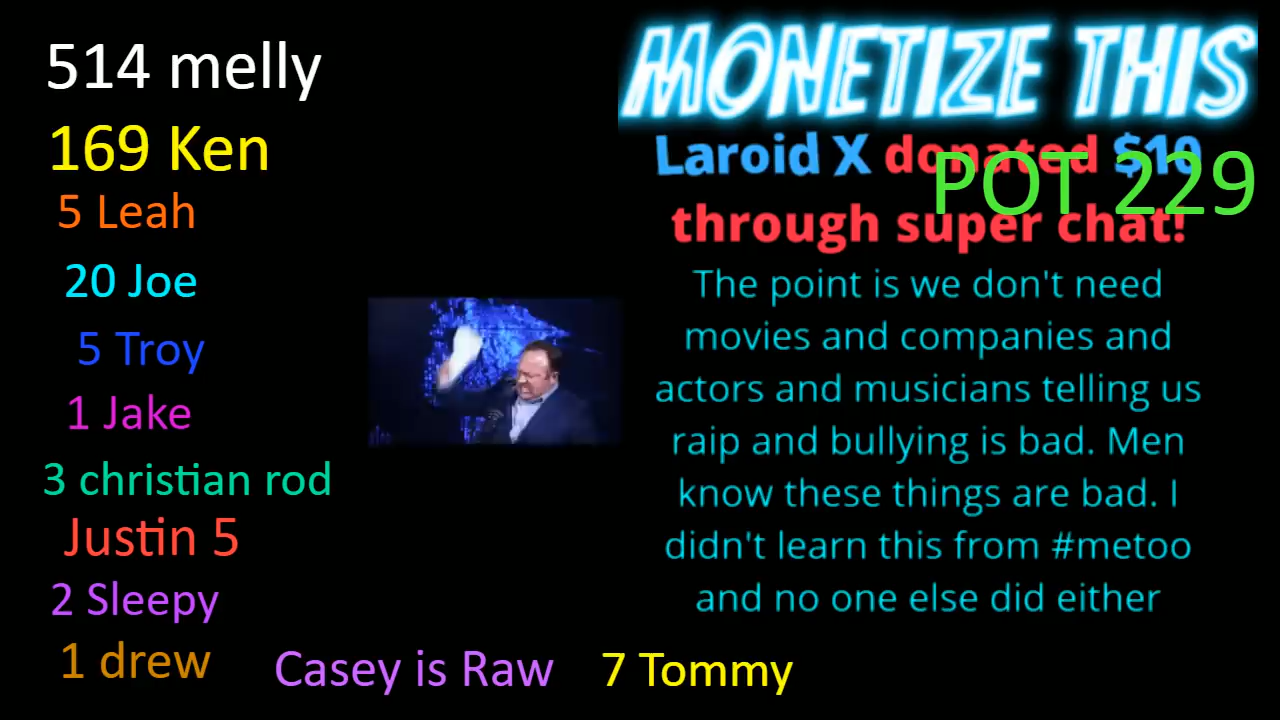 514 melly
169 Ken
5 Leah
20 Joe
5 Troy
1 Jake
3 christian rod
Justin 5
2 Sleepy
1 drew
Casey is Raw
7 Tommy
MONETIZE THIS
Laroid X donated $10
POT 229
through super chat!
The point is we don't need
movies and companies and
actors and musicians telling us
raip and bullying is bad. Men
know these things are bad. I
didn't learn this from #metoo
and no one else did either